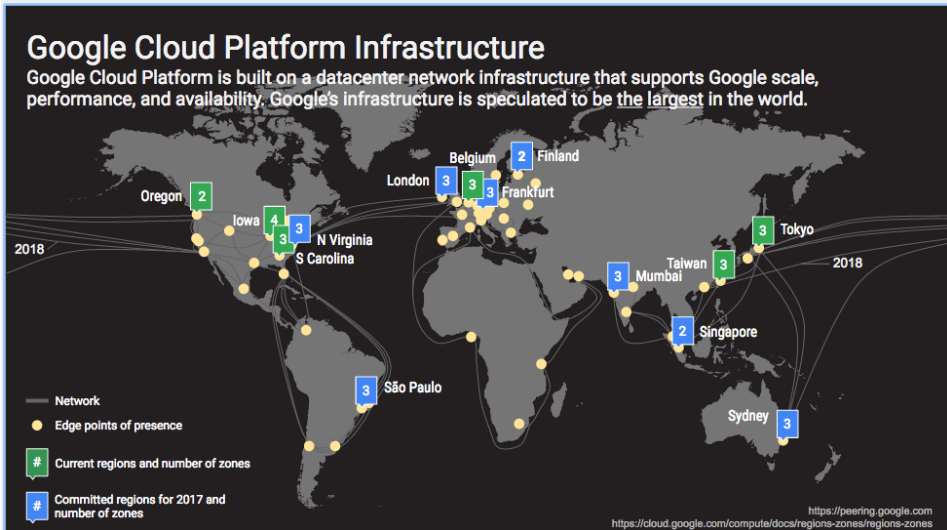 Google Cloud Platform Infrastructure
Google Cloud Platform is built on a datacenter network infrastructure that supports Google scale,
performance, and availability. Google's infrastructure is speculated to be the largest in the world.
Belgium
2
Finland
London
3
3
3
Frankfurt
Oregon
2
Iowa
4
3
3
N Virginia
S Carolina
2018
3
Tokyo
Taiwan
3
2018
3
Mumbai
2
Singapore
3
São Paulo
Sydney
3
Network
Edge points of presence
# Current regions and number of zones
# Committed regions for 2017 and
number of zones
https://peering.google.com
https://cloud.google.com/compute/docs/regions-zones/regions-zones